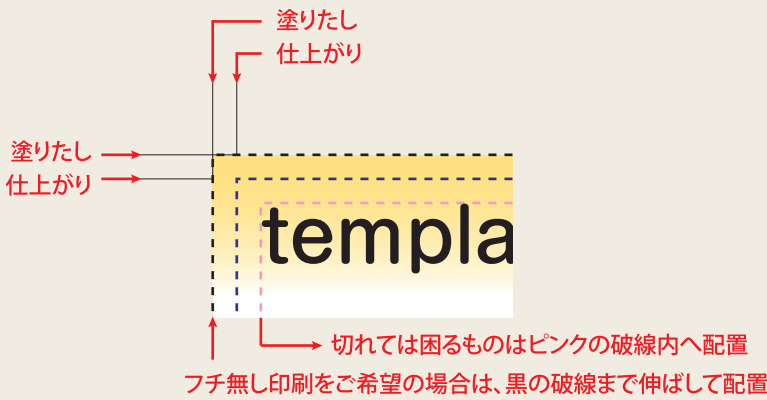 塗りたし
仕上がり
塗りたし
仕上がり
templa
切れては困るものはピンクの破線内へ配置
フチ無し印刷をご希望の場合は、黒の破線まで伸ばして配置